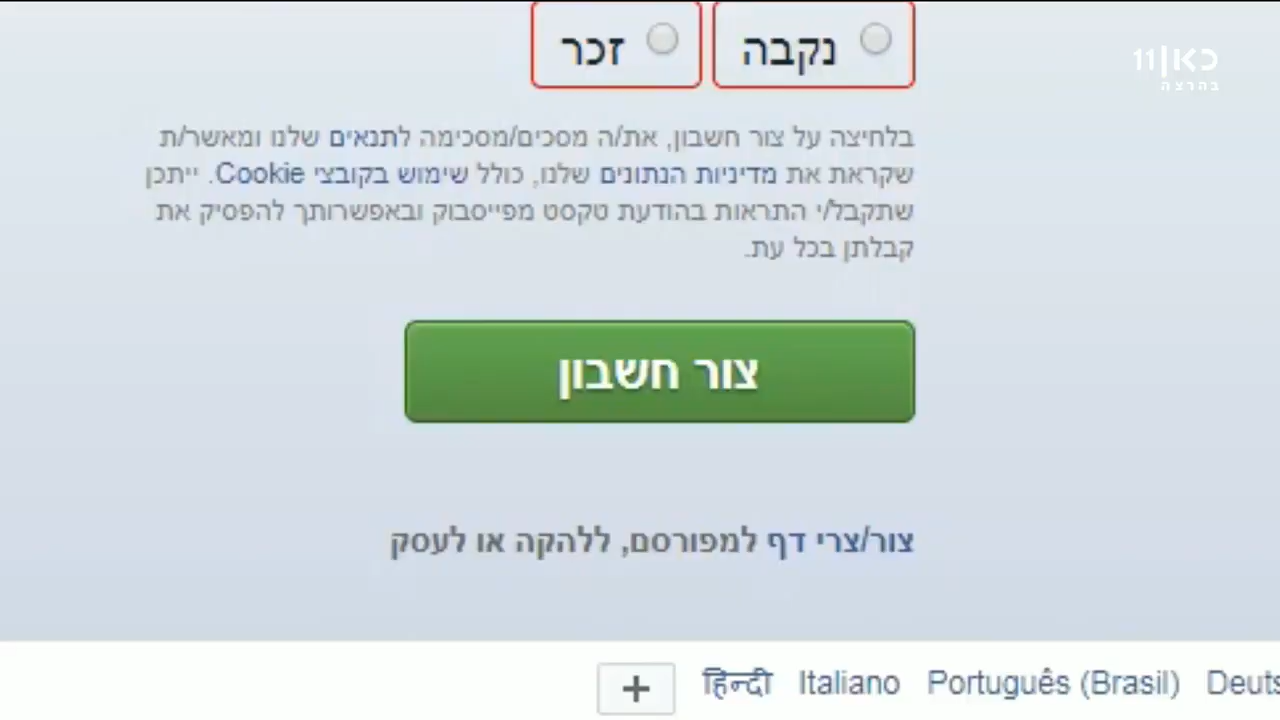 נקבה זכר
כאן 11
בהרצה
בלחיצה על צור חשבון, את/ה מסכים/מסכימה לתנאים שלנו ומאשר/ת
שקראת את מדיניות הנתונים שלנו, כולל שימוש בקובצי Cookie. ייתכן
שתקבל/י התראות בהודעת טקסט מפייסבוק ובאפשרותך להפסיק את
קבלתן בכל עת.
צור חשבון
צור/צרי דף למפורסם, ללהקה או לעסק
+ हिन्दी Italiano Português (Brasil) Deuts